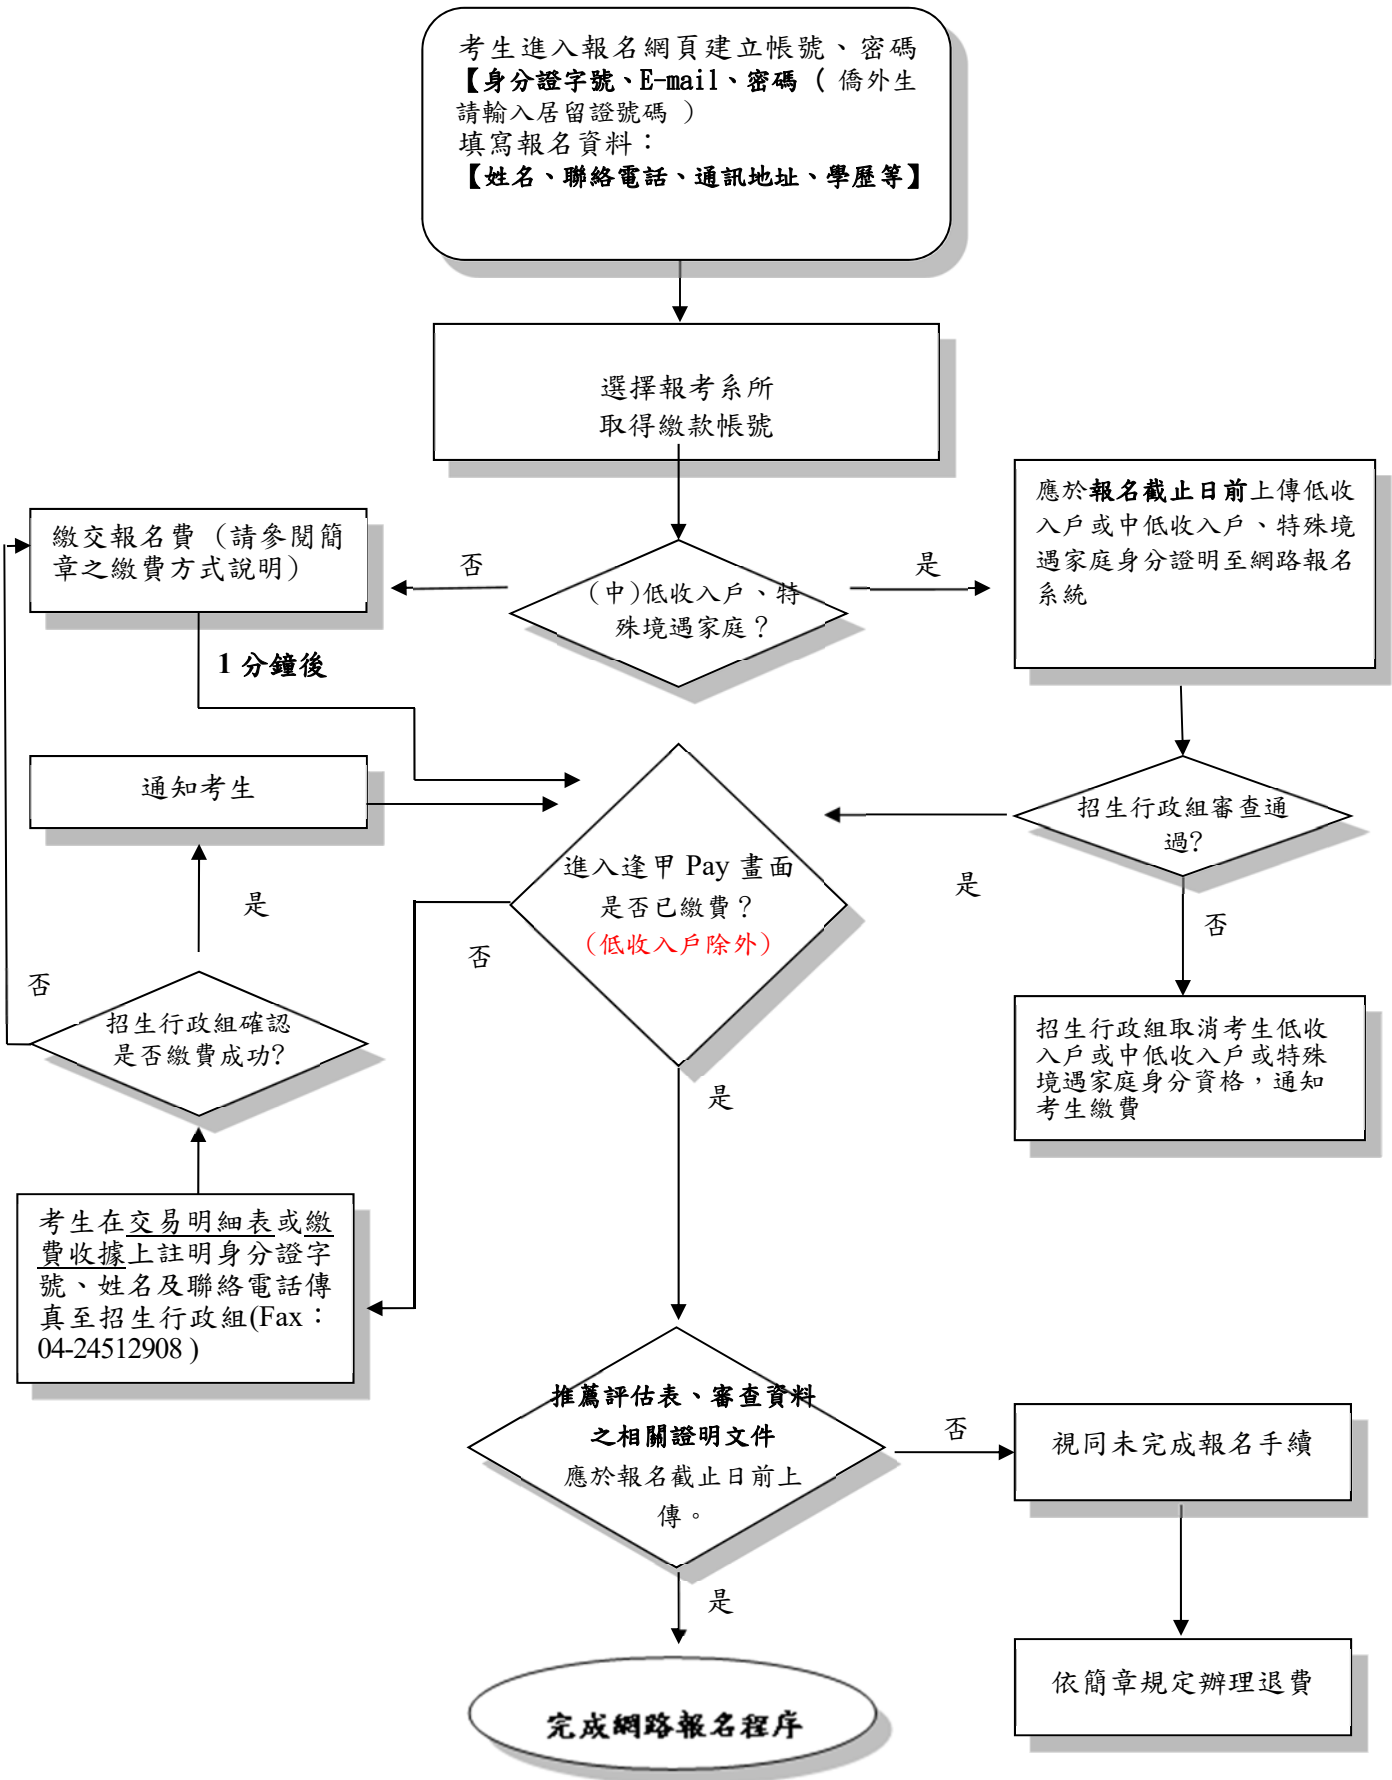 考生進入報名網頁建立帳號、密碼
【身分證字號、E-mail、密碼 ( 僑外生
請輸入居留證號碼 )
填寫報名資料：
【姓名、聯絡電話、通訊地址、學歷等】
選擇報考系所
取得繳款帳號
(中)低收入戶、特
殊境遇家庭？
否
是
繳交報名費（請參閱簡
章之繳費方式說明）
1 分鐘後
應於報名截止日前上傳低收
入戶或中低收入戶、特殊境
遇家庭身分證明至網路報名
系統
招生行政組審查通
過?
是
否
招生行政組取消考生低收
入戶或中低收入戶或特殊
境遇家庭身分資格，通知
考生繳費
通知考生
進入逢甲 Pay 畫面
是否已繳費？
（低收入戶除外）
否
是
是
否
招生行政組確認
是否繳費成功?
考生在交易明細表或繳
費收據上註明身分證字
號、姓名及聯絡電話傳
真至招生行政組(Fax：
04-24512908 )
推薦評估表、審查資料
之相關證明文件
應於報名截止日前上
傳。
否
是
視同未完成報名手續
依簡章規定辦理退費
完成網路報名程序